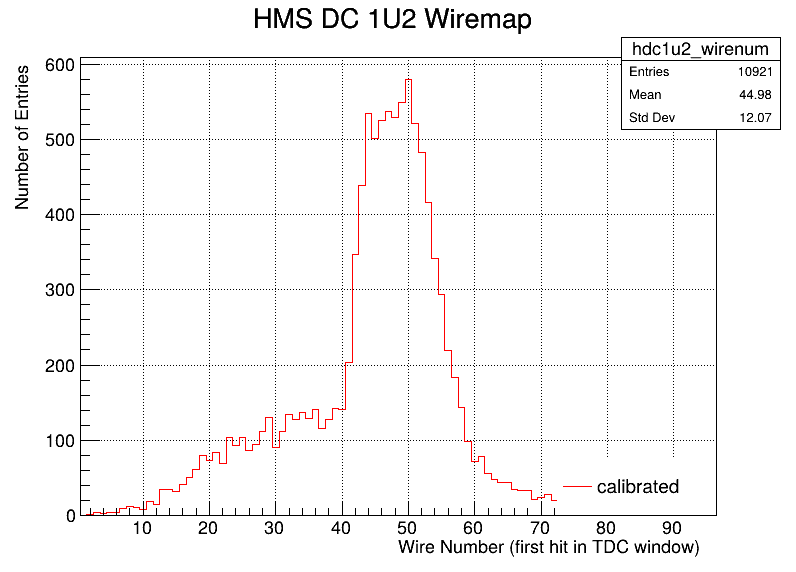 HMS DC 1U2 Wiremap
hdc1u2_wirenum
Entries 10921
Mean 44.98
Std Dev 12.07
Number of Entries
600
500
400
300
200
100
0
calibrated
10 20 30 40 50 60 70 80 90
Wire Number (first hit in TDC window)